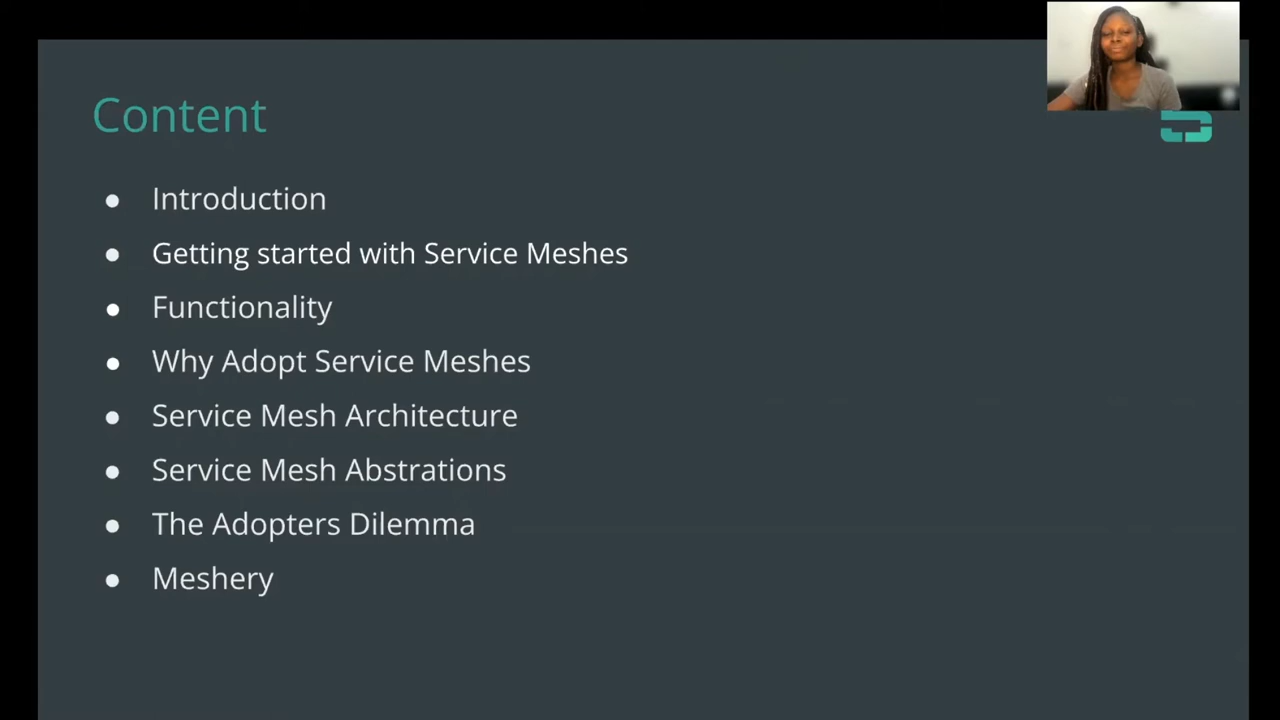 Content
● Introduction
● Getting started with Service Meshes
● Functionality
● Why Adopt Service Meshes
● Service Mesh Architecture
● Service Mesh Abstrations
● The Adopters Dilemma
● Meshery